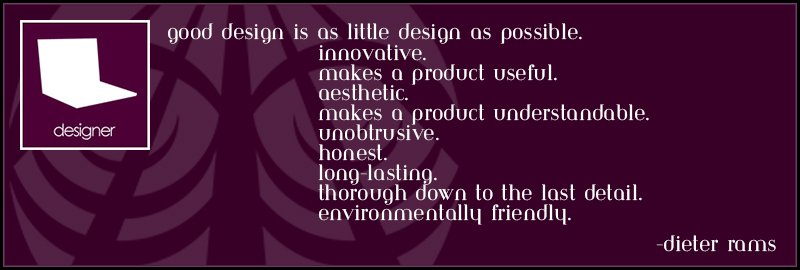 good design is as little design as possible.
innovative.
makes a product useful.
aesthetic.
makes a product understandable.
unobtrusive.
honest.
long-lasting.
thorough down to the last detail.
environmentally friendly.
-dieter rams
designer